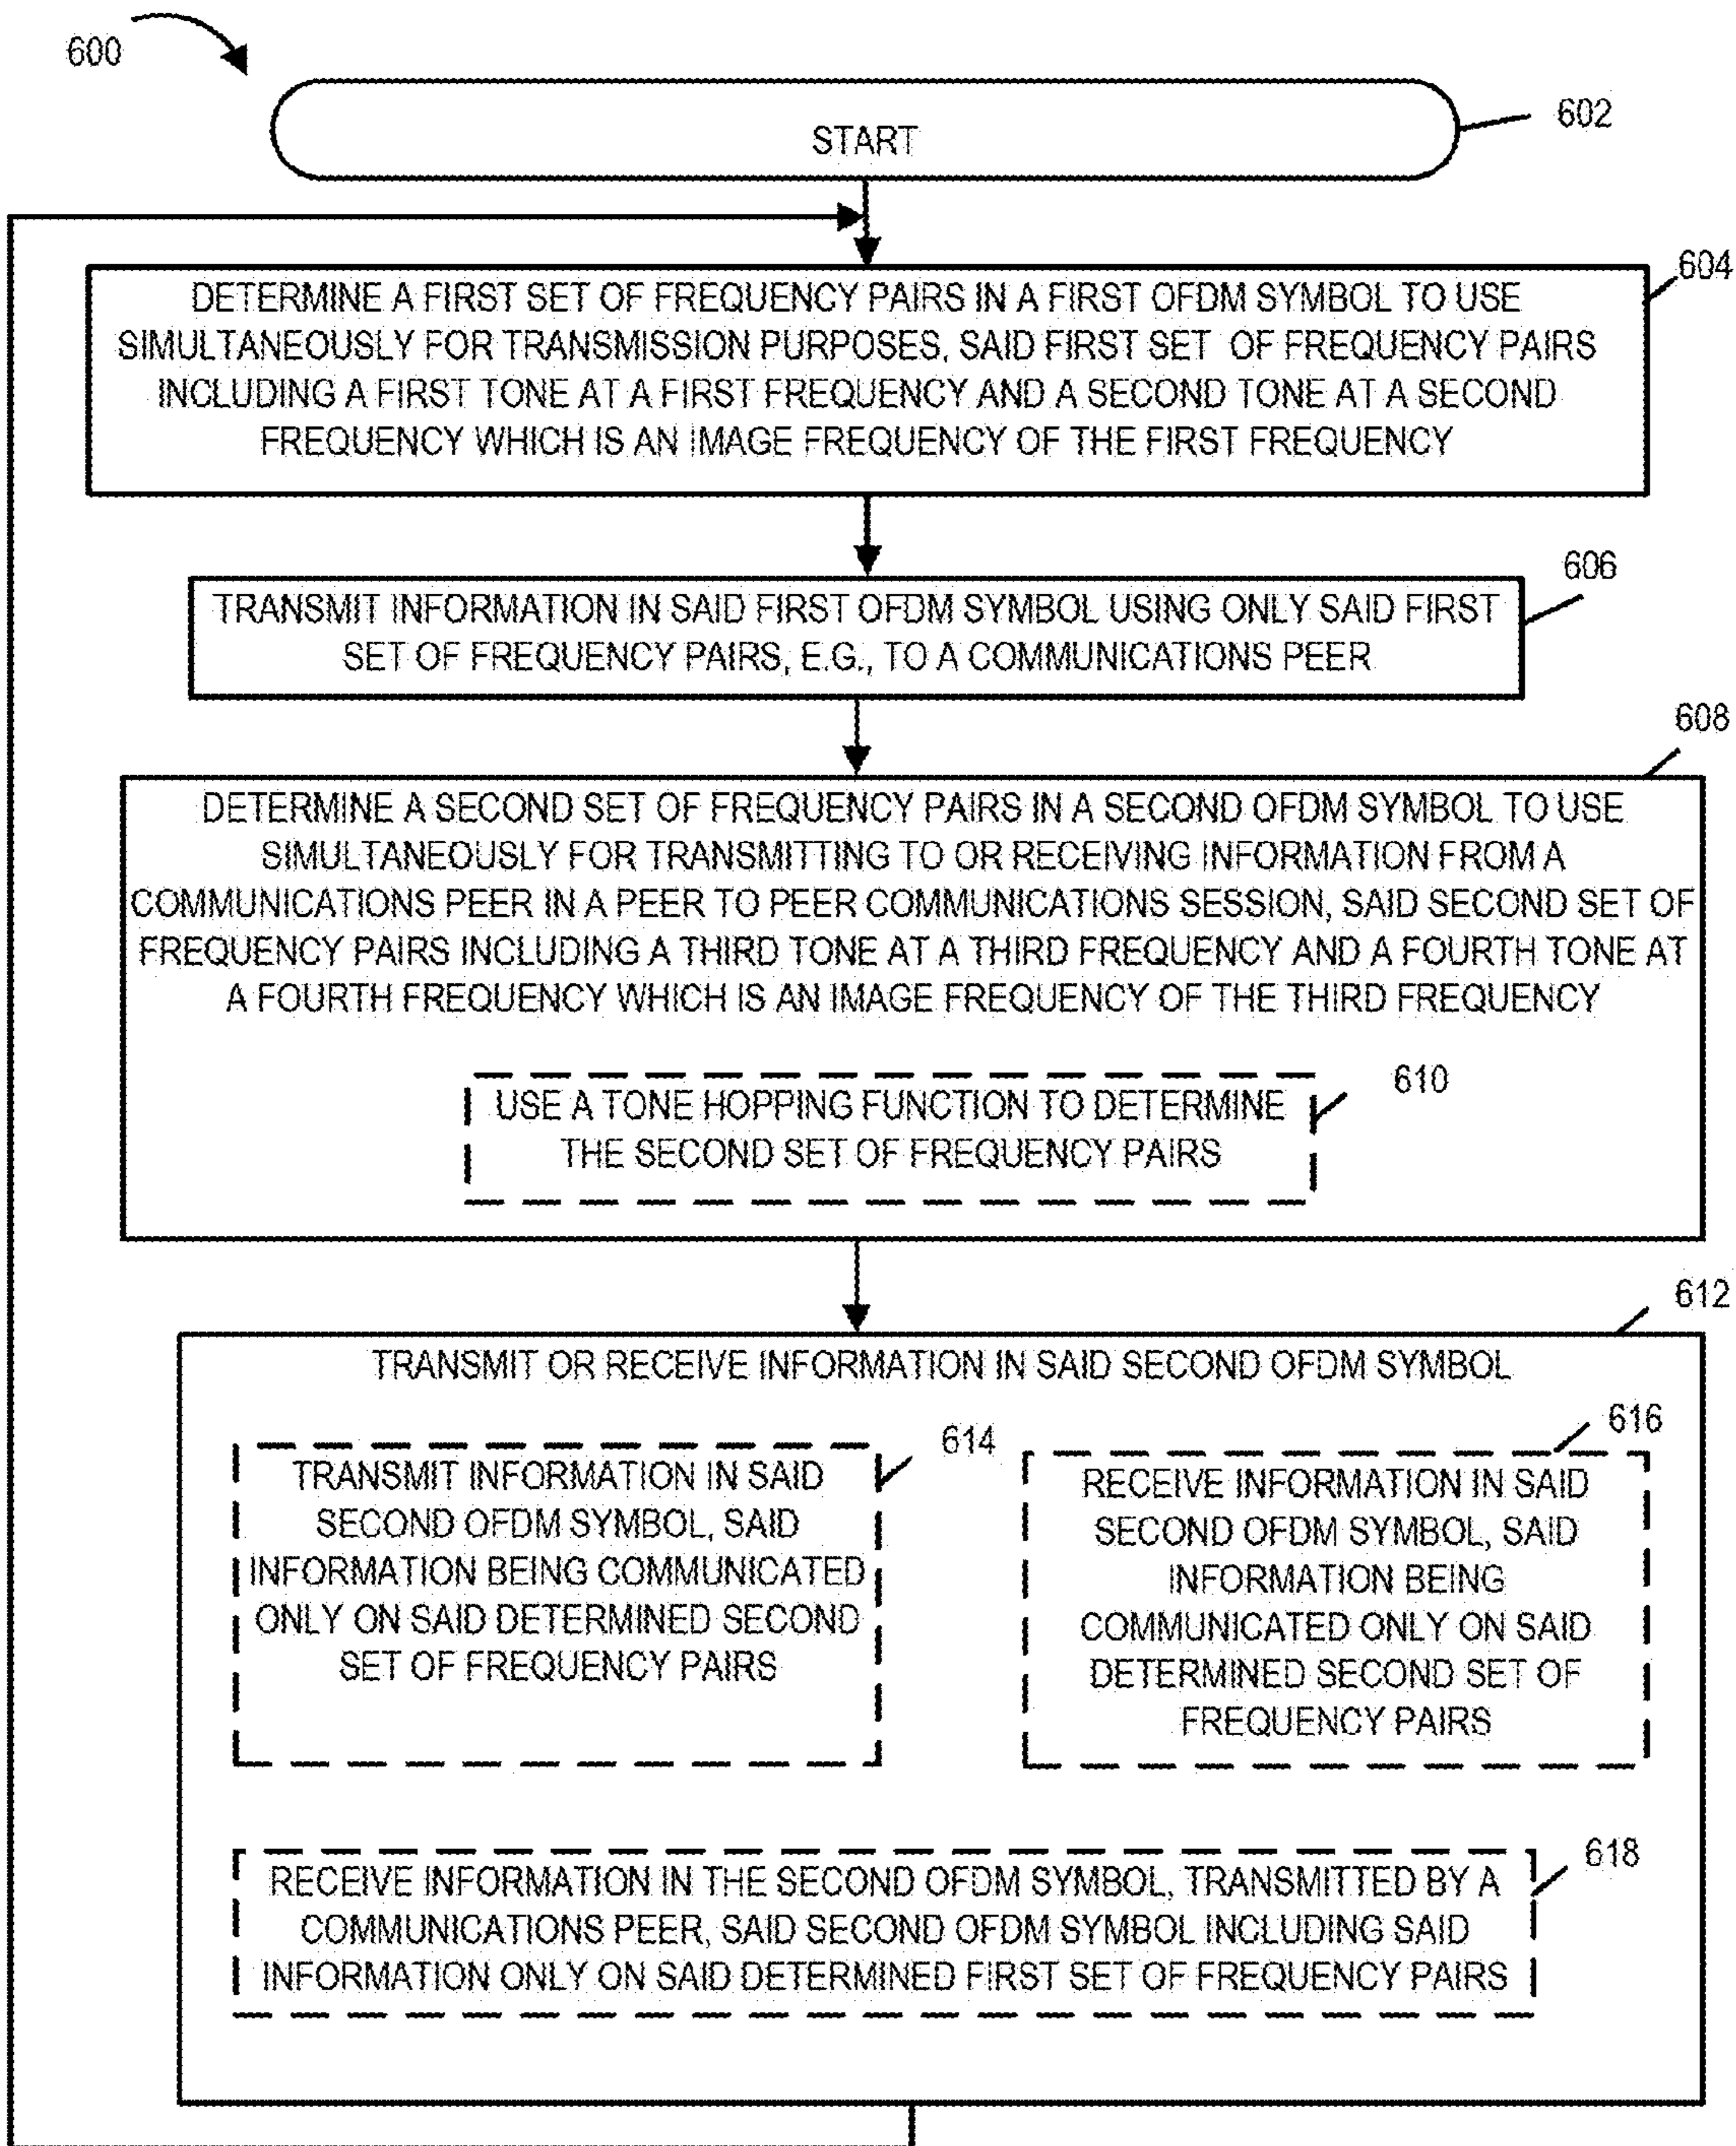 600
START
602
604
DETERMINE A FIRST SET OF FREQUENCY PAIRS IN A FIRST OFDM SYMBOL TO USE
SIMULTANEOUSLY FOR TRANSMISSION PURPOSES, SAID FIRST SET OF FREQUENCY PAIRS
INCLUDING A FIRST TONE AT A FIRST FREQUENCY AND A SECOND TONE AT A SECOND
FREQUENCY WHICH IS AN IMAGE FREQUENCY OF THE FIRST FREQUENCY
606
TRANSMIT INFORMATION IN SAID FIRST OFDM SYMBOL USING ONLY SAID FIRST
SET OF FREQUENCY PAIRS, E.G., TO A COMMUNICATIONS PEER
608
DETERMINE A SECOND SET OF FREQUENCY PAIRS IN A SECOND OFDM SYMBOL TO USE
SIMULTANEOUSLY FOR TRANSMITTING TO OR RECEIVING INFORMATION FROM A
COMMUNICATIONS PEER IN A PEER TO PEER COMMUNICATIONS SESSION, SAID SECOND SET OF
FREQUENCY PAIRS INCLUDING A THIRD TONE AT A THIRD FREQUENCY AND A FOURTH TONE AT
A FOURTH FREQUENCY WHICH IS AN IMAGE FREQUENCY OF THE THIRD FREQUENCY
610
USE A TONE HOPPING FUNCTION TO DETERMINE
THE SECOND SET OF FREQUENCY PAIRS
612
TRANSMIT OR RECEIVE INFORMATION IN SAID SECOND OFDM SYMBOL
614
TRANSMIT INFORMATION IN SAID
SECOND OFDM SYMBOL, SAID
INFORMATION BEING COMMUNICATED
ONLY ON SAID DETERMINED SECOND
SET OF FREQUENCY PAIRS
616
RECEIVE INFORMATION IN SAID
SECOND OFDM SYMBOL, SAID
INFORMATION BEING
COMMUNICATED ONLY ON SAID
DETERMINED SECOND SET OF
FREQUENCY PAIRS
618
RECEIVE INFORMATION IN THE SECOND OFDM SYMBOL, TRANSMITTED BY A
COMMUNICATIONS PEER, SAID SECOND OFDM SYMBOL INCLUDING SAID
INFORMATION ONLY ON SAID DETERMINED FIRST SET OF FREQUENCY PAIRS